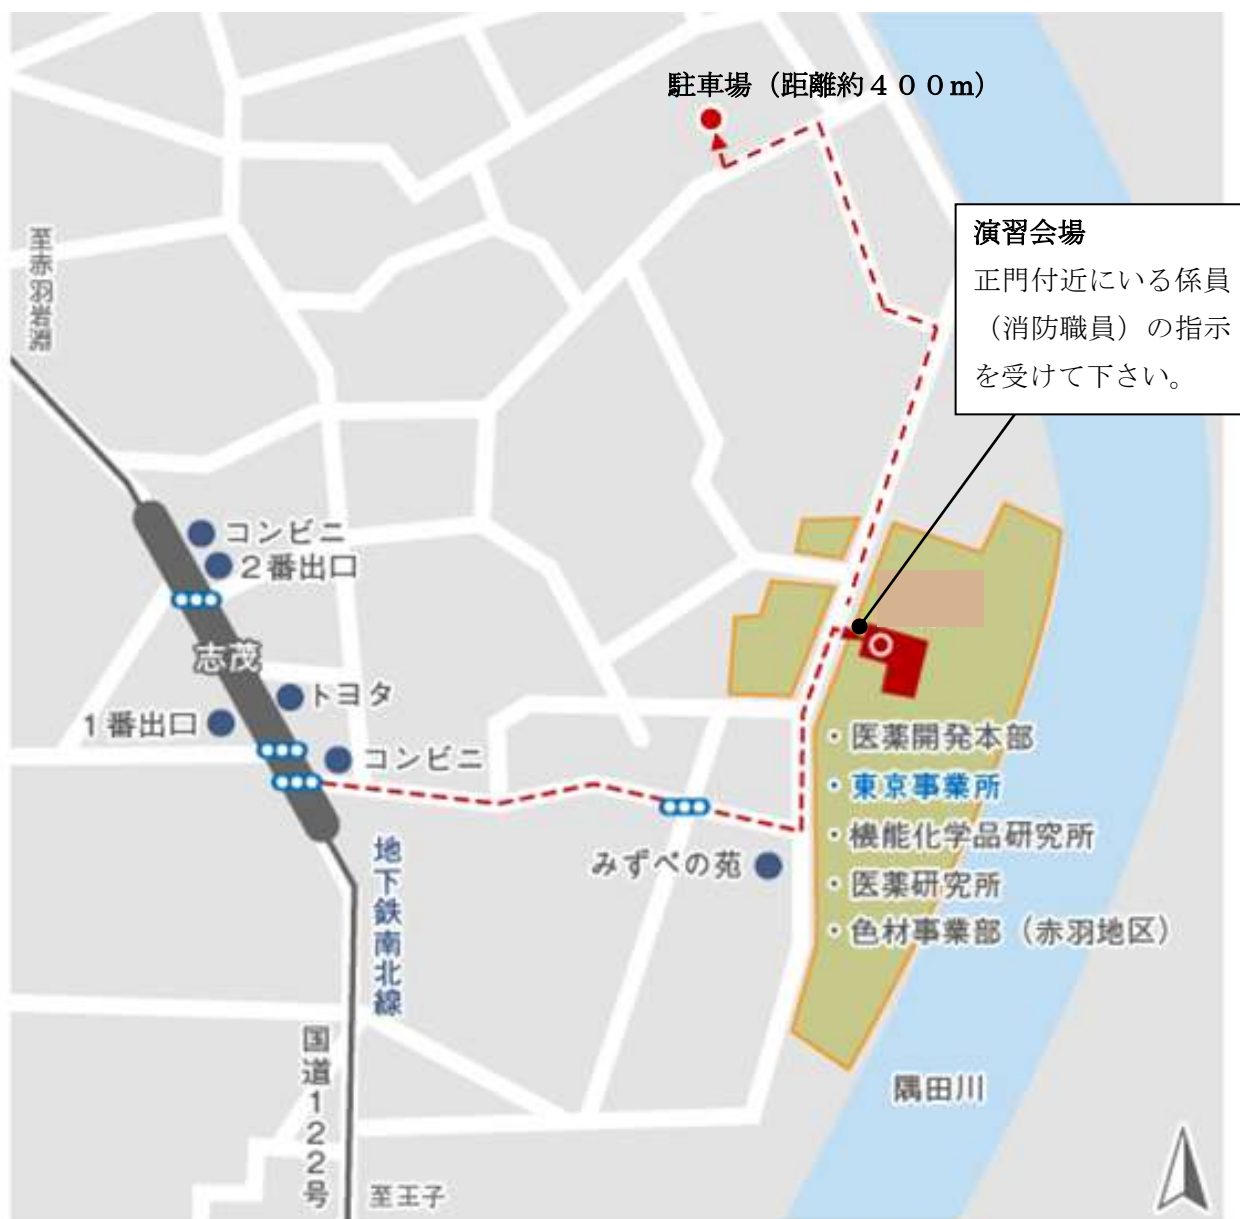 駐車場（距離約４００m）
演習会場
正門付近にいる係員
（消防職員）の指示
を受けて下さい。
至赤羽岩淵
コンビニ
２番出口
志茂
トヨタ
１番出口
コンビニ
・医薬開発本部
・東京事業所
・機能化学品研究所
・医薬研究所
・色材事業部（赤羽地区）
みずべの苑
地下鉄南北線
国道１２２号
隅田川
至王子